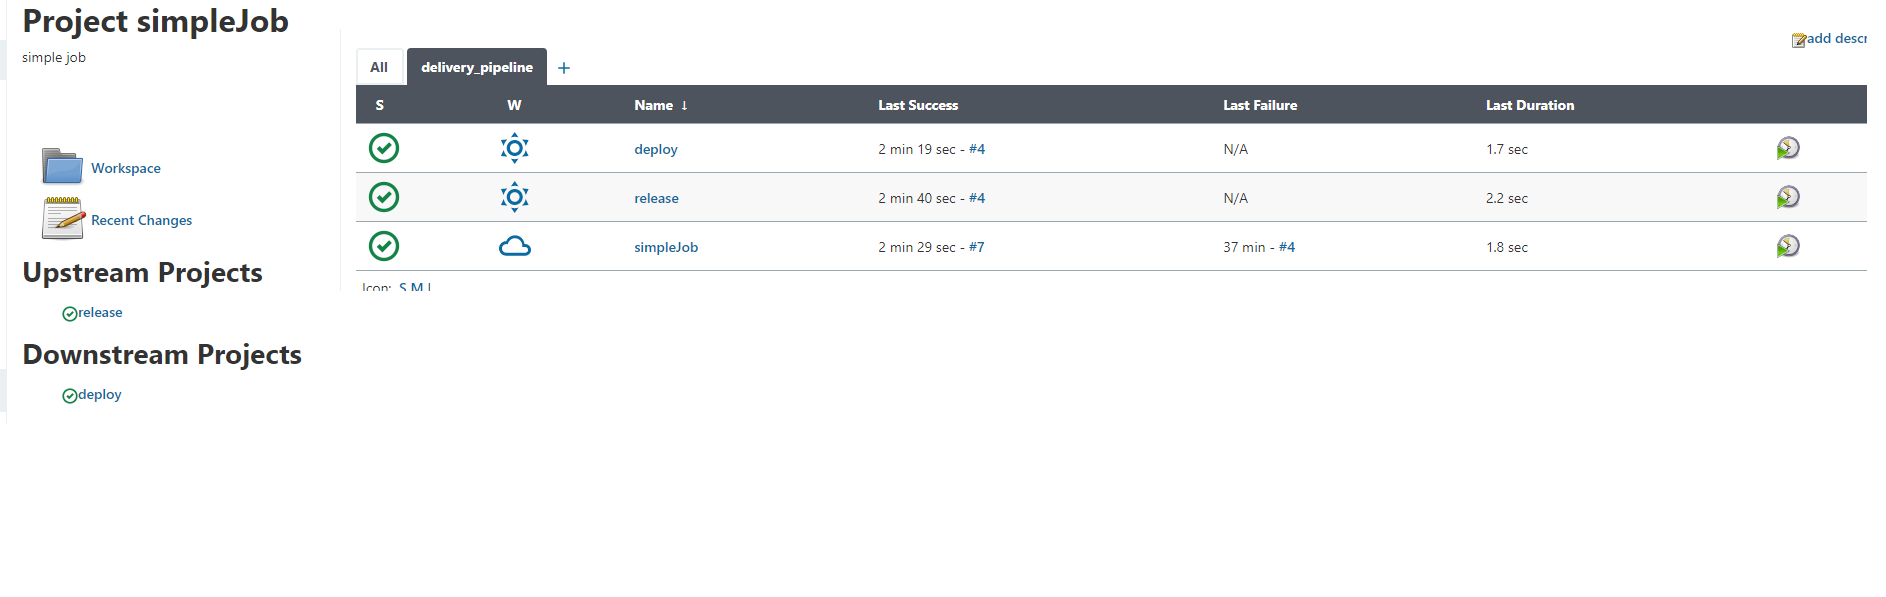 Project simpleJob
simple job
Workspace
Recent Changes
Upstream Projects
release
Downstream Projects
deploy
add descr
All delivery_pipeline +
S W Name ↓ Last Success Last Failure Last Duration
deploy 2 min 19 sec - #4 N/A 1.7 sec
release 2 min 40 sec - #4 N/A 2.2 sec
simpleJob 2 min 29 sec - #7 37 min - #4 1.8 sec
Icon: S M L